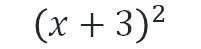 (x + 3)²